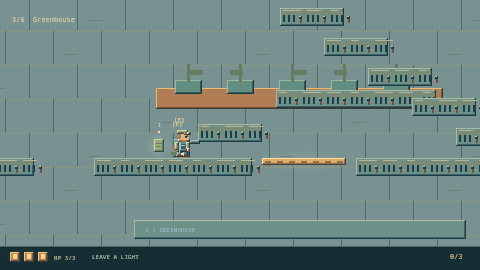 3/6 Greenhouse
3 / GREENHOUSE
HP 3/3
LEAVE A LIGHT
0/3